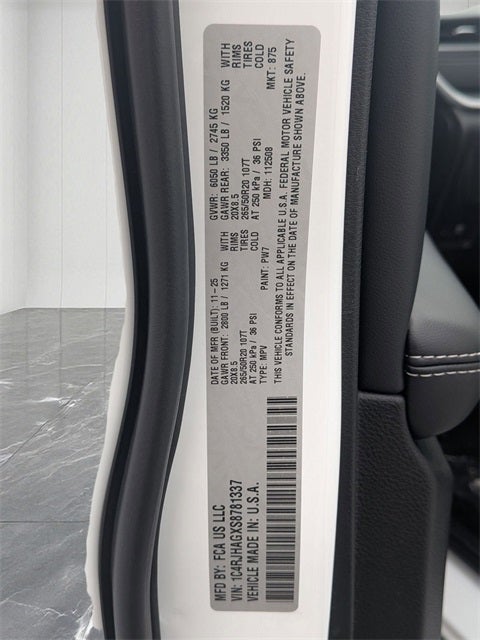 MFD BY: FCA US LLC
VIN: 1C4RJHAGXS8781337
VEHICLE MADE IN: U.S.A.
DATE OF MFR (BUILT): 11-25
GVWR: 6050 LB / 2745 KG
GAWR FRONT: 2800 LB / 1271 KG WITH
GAWR REAR: 3350 LB / 1520 KG WITH
20X8.5 RIMS
20X8.5 RIMS
265/50R20 107T TIRES
265/50R20 107T TIRES
AT 250 kPa / 36 PSI COLD
AT 250 kPa / 36 PSI COLD
TYPE: MPV PAINT: PW7 MDH: 112508 MKT: 875
THIS VEHICLE CONFORMS TO ALL APPLICABLE U.S.A. FEDERAL MOTOR VEHICLE SAFETY
STANDARDS IN EFFECT ON THE DATE OF MANUFACTURE SHOWN ABOVE.